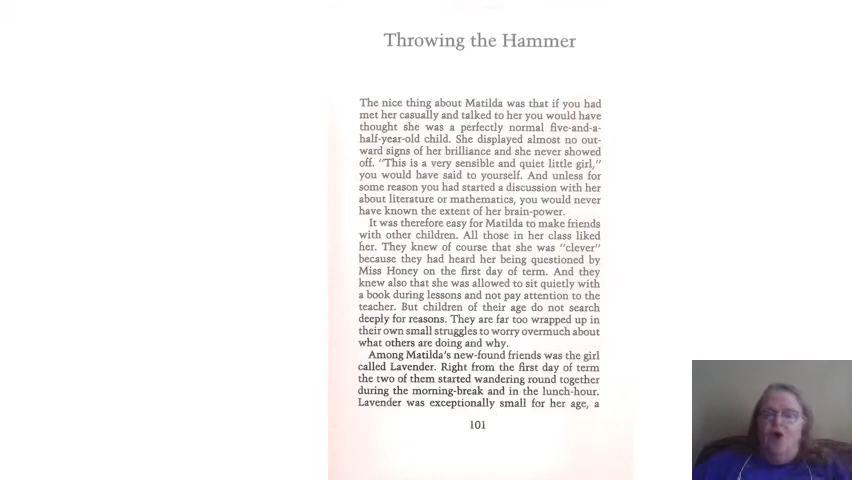 Throwing the Hammer
The nice thing about Matilda was that if you had
met her casually and talked to her you would have
thought she was a perfectly normal five-and-a-
half-year-old child. She displayed almost no out-
ward signs of her brilliance and she never showed
off. "This is a very sensible and quiet little girl,"
you would have said to yourself. And unless for
some reason you had started a discussion with her
about literature or mathematics, you would never
have known the extent of her brain-power.
It was therefore easy for Matilda to make friends
with other children. All those in her class liked
her. They knew of course that she was "clever"
because they had heard her being questioned by
Miss Honey on the first day of term. And they
knew also that she was allowed to sit quietly with
a book during lessons and not pay attention to the
teacher. But children of their age do not search
deeply for reasons. They are far too wrapped up in
their own small struggles to worry overmuch about
what others are doing and why.
Among Matilda's new-found friends was the girl
called Lavender. Right from the first day of term
the two of them started wandering round together
during the morning-break and in the lunch-hour.
Lavender was exceptionally small for her age, a
101